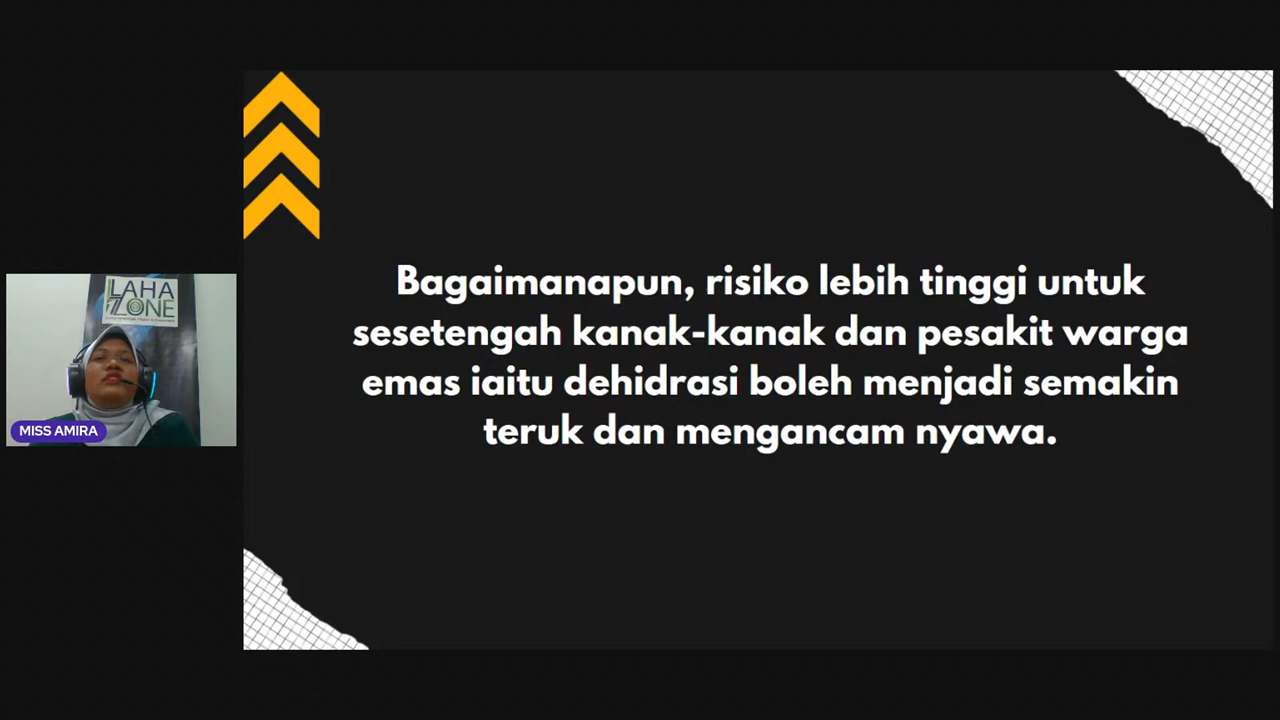 Bagaimanapun, risiko lebih tinggi untuk
sesetengah kanak-kanak dan pesakit warga
emas iaitu dehidrasi boleh menjadi semakin
teruk dan mengancam nyawa.
LAHA
ZONE
MISS AMIRA